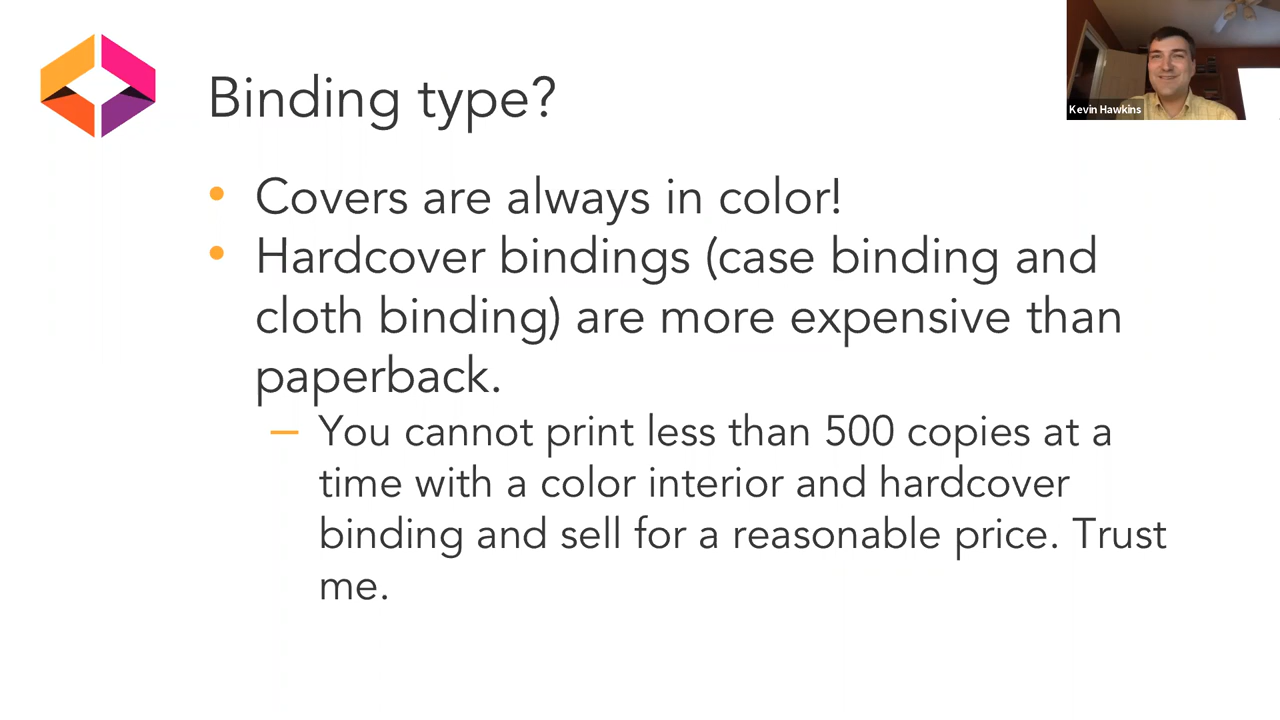 Binding type?
Kevin Hawkins
• Covers are always in color!
• Hardcover bindings (case binding and
cloth binding) are more expensive than
paperback.
– You cannot print less than 500 copies at a
time with a color interior and hardcover
binding and sell for a reasonable price. Trust
me.